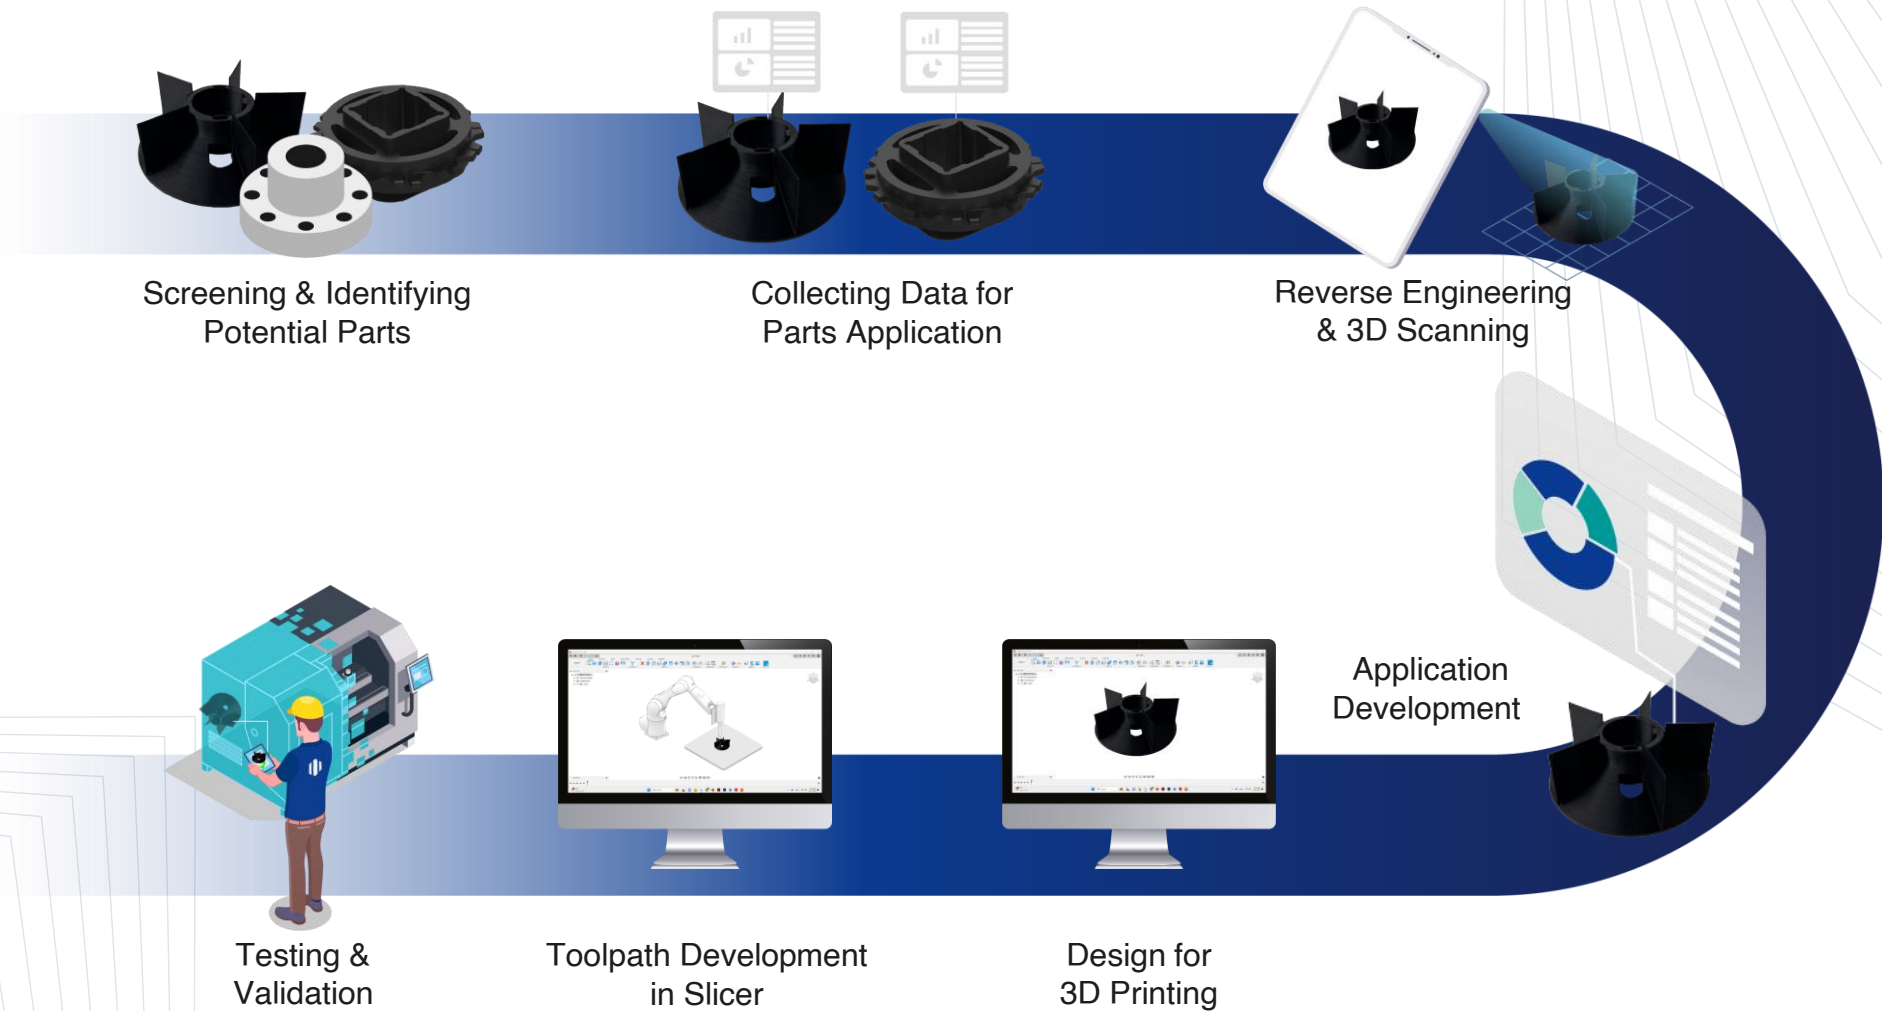 Screening & Identifying
Potential Parts
Collecting Data for
Parts Application
Reverse Engineering
& 3D Scanning
Application
Development
Testing &
Validation
Toolpath Development
in Slicer
Design for
3D Printing